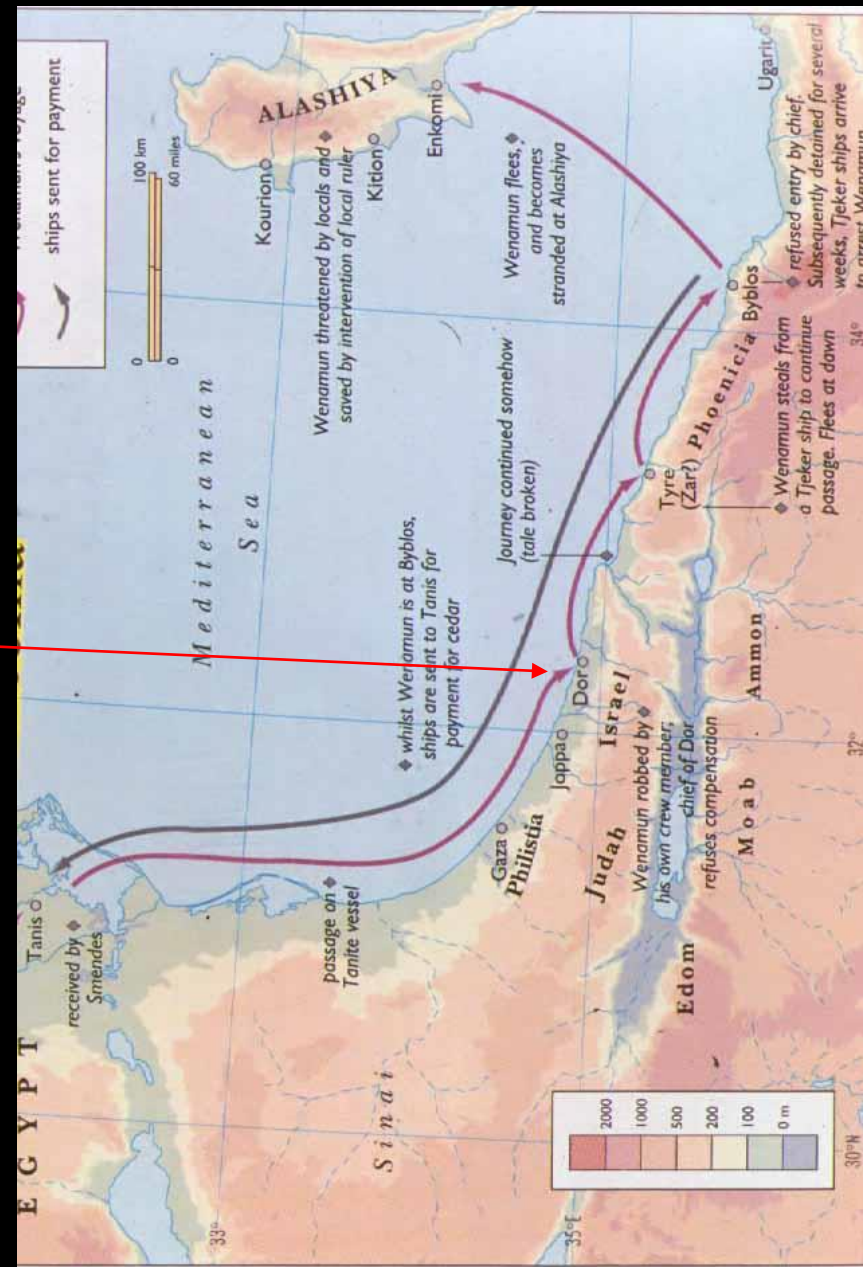 voyage
ships sent for payment
0 100 km
0 60 miles
E G Y P T
Tanis
received by
Smendes
passage on
Tanite vessel
Mediterranean
Sea
whilst Wenamun is at Byblos,
ships are sent to Tanis for
payment for cedar
Wenamun threatened by locals and
saved by intervention of local ruler
ALASHIYA
Kourion
Kition
Enkomi
Wenamun flees,
and becomes
stranded at Alashiya
Journey continued somehow
(tale broken)
Sinai
Gaza
Philistia
Joppa
Dor
Israel
Judah
Wenamun robbed by
his own crew member;
chief of Dor
refuses compensation
Edom
Moab
Ammon
Tyre
(Zar?)
Phoenicia
Byblos
Ugarit
Wenamun steals from
a Tjeker ship to continue
passage. Flees at dawn
refused entry by chief.
Subsequently detained for several
weeks, Tjeker ships arrive
to arrest Wenamun
2000
1000
500
200
100
0 m
33°
35°E
30°N
32°
34°